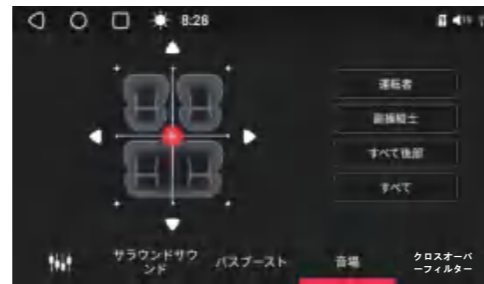 8:28
運転者
副操縦士
すべて後部
すべて
サラウンドサウ
ンド
バスブースト
音場
クロスオーバ
ーフィルター